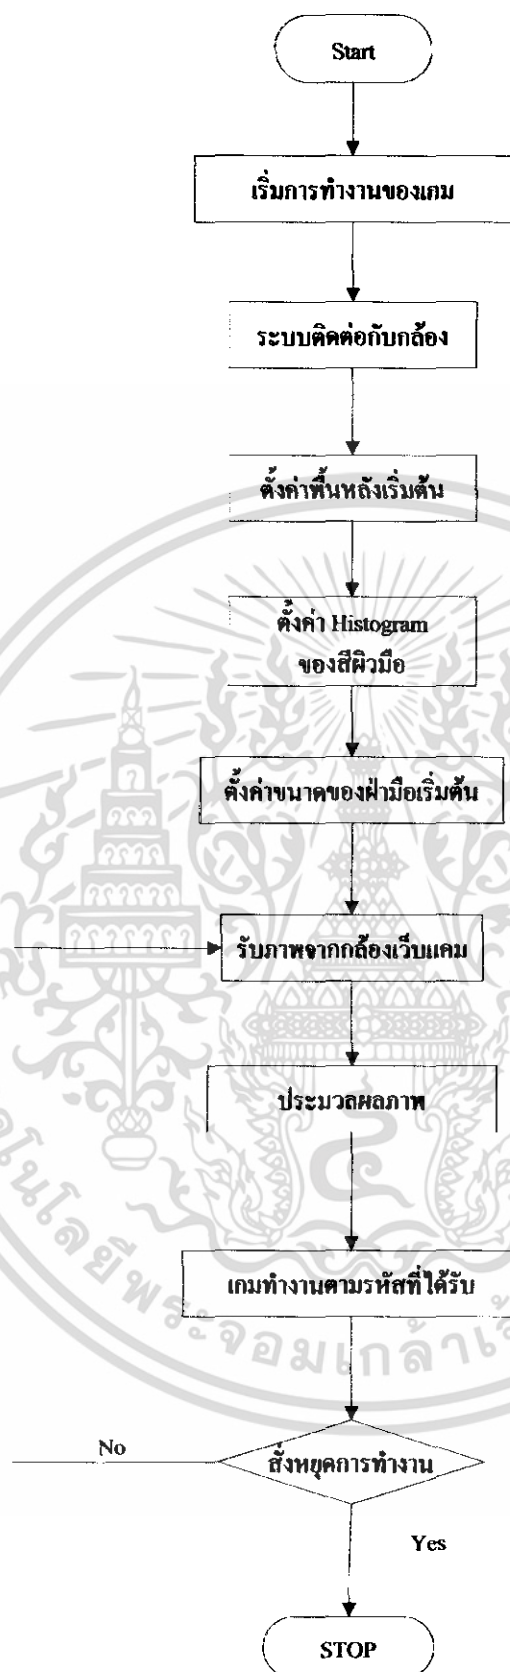 Start
เริ่มการทำงานของเกม
ระบบติดต่อกับกล้อง
ตั้งค่าพื้นหลังเริ่มต้น
ตั้งค่า Histogram
ของสีผิวมือ
ตั้งค่าขนาดของฝ่ามือเริ่มต้น
รับภาพจากกล้องเว็บแคม
ประมวลผลภาพ
เกมทำงานตามรหัสที่ได้รับ
No
สั่งหยุดการทำงาน
Yes
STOP